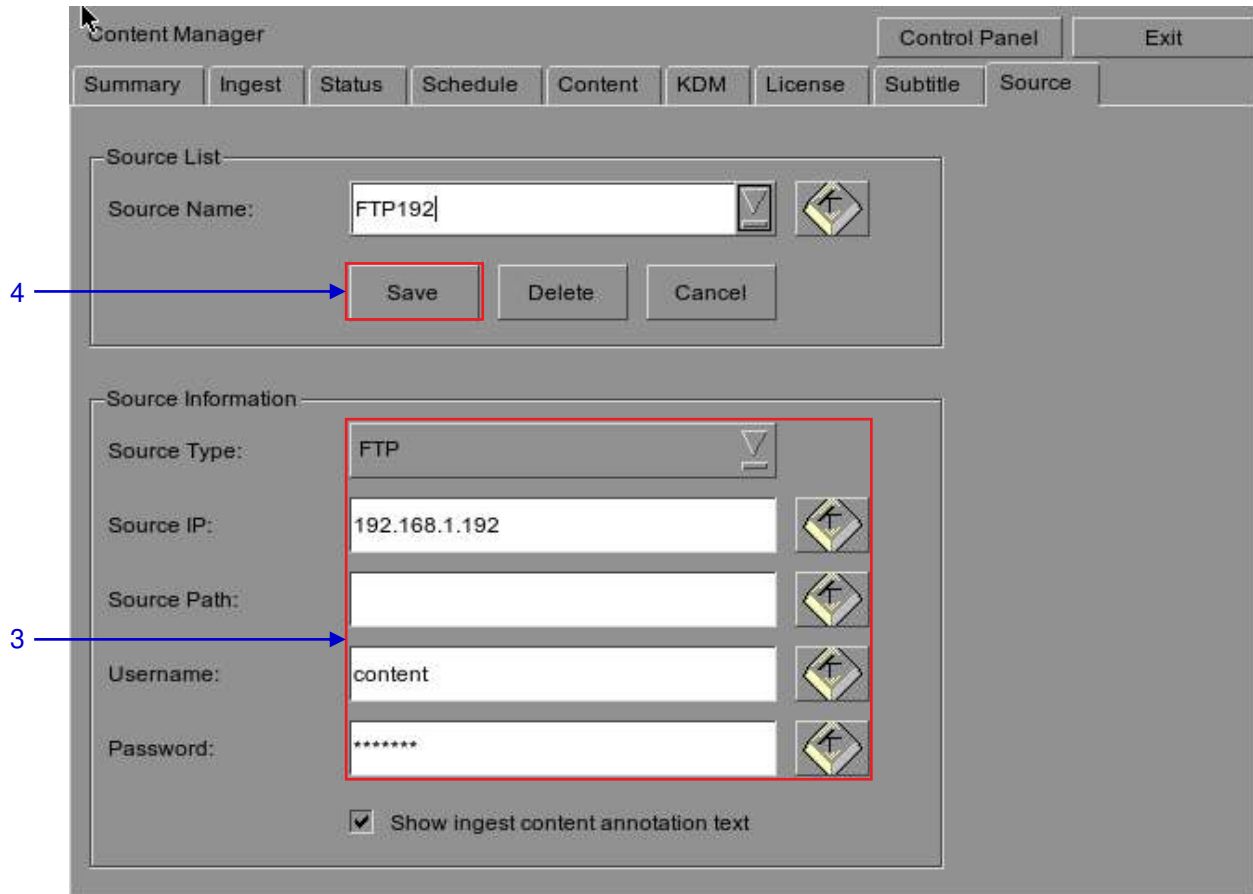 Content Manager
Control Panel
Exit
Summary
Ingest
Status
Schedule
Content
KDM
License
Subtitle
Source
Source List
Source Name:
FTP192
4
Save
Delete
Cancel
Source Information
Source Type:
FTP
Source IP:
192.168.1.192
Source Path:
3
Username:
content
Password:
*******
Show ingest content annotation text